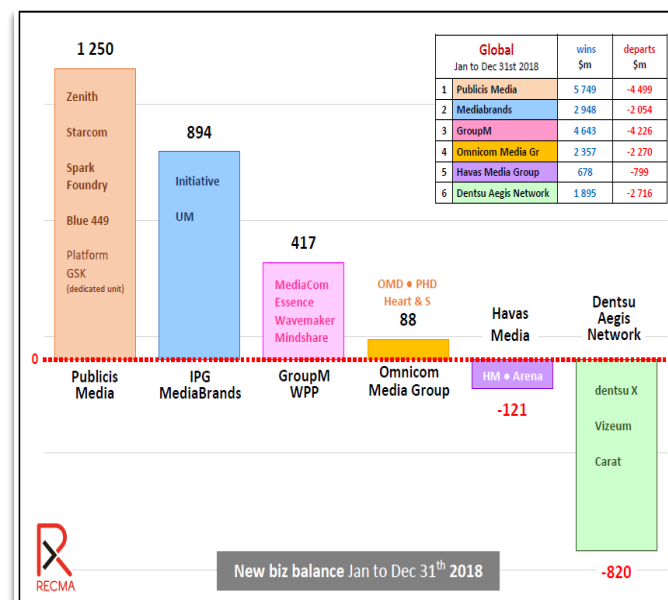 1 250
Zenith
Starcom
Spark
Foundry
Blue 449
Platform
GSK
(dedicated unit)
894
Initiative
UM
417
MediaCom
Essence
Wavemaker
Mindshare
OMD ● PHD
Heart & S
88
Havas
Media
Dentsu
Aegis
Network
Global wins departs
Jan to Dec 31st 2018 $m $m
1 Publicis Media 5 749 -4 499
2 Mediabrands 2 948 -2 054
3 GroupM 4 643 -4 226
4 Omnicom Media Gr 2 357 -2 270
5 Havas Media Group 678 -799
6 Dentsu Aegis Network 1 895 -2 716
0
Publicis
Media
IPG
MediaBrands
GroupM
WPP
Omnicom
Media Group
HM ● Arena
-121
dentsu X
Vizeum
Carat
-820
RECMA
New biz balance Jan to Dec 31th 2018